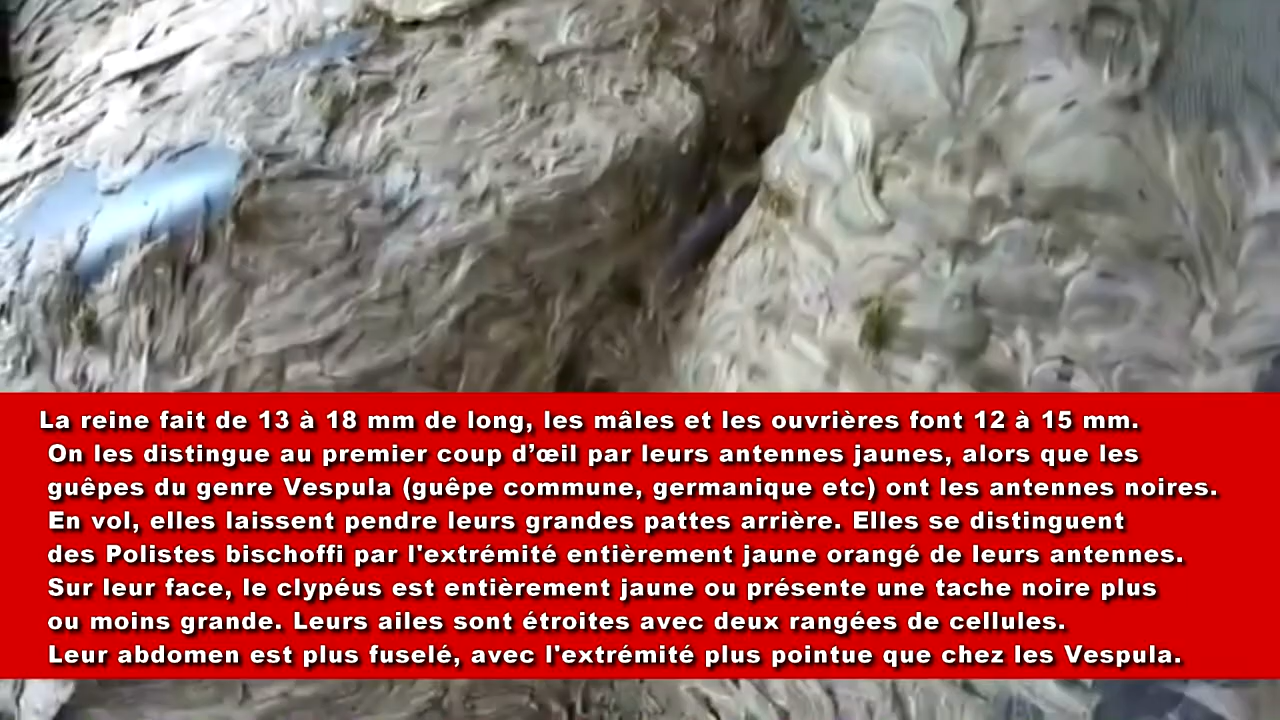 La reine fait de 13 à 18 mm de long, les mâles et les ouvrières font 12 à 15 mm.
On les distingue au premier coup d’œil par leurs antennes jaunes, alors que les
guêpes du genre Vespula (guêpe commune, germanique etc) ont les antennes noires.
En vol, elles laissent pendre leurs grandes pattes arrière. Elles se distinguent
des Polistes bischoffi par l'extrémité entièrement jaune orangé de leurs antennes.
Sur leur face, le clypéus est entièrement jaune ou présente une tache noire plus
ou moins grande. Leurs ailes sont étroites avec deux rangées de cellules.
Leur abdomen est plus fuselé, avec l'extrémité plus pointue que chez les Vespula.